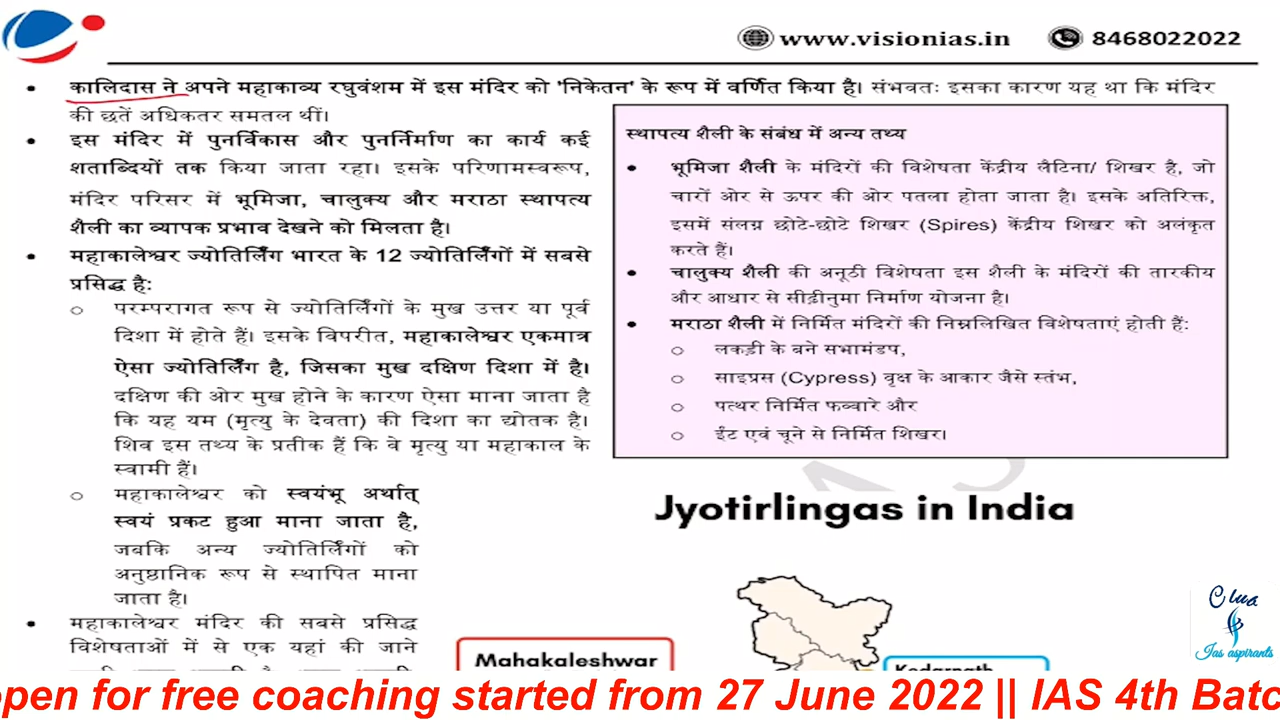 www.visionias.in 8468022022
• कालिदास ने अपने महाकाव्य रघुवंशम में इस मंदिर को 'निकेतन' के रूप में वर्णित किया है। संभवतः इसका कारण यह था कि मंदिर
की छतें अधिकतर समतल थीं।
• इस मंदिर में पुनर्विकास और पुनर्निर्माण का कार्य कई
शताब्दियों तक किया जाता रहा। इसके परिणामस्वरूप,
मंदिर परिसर में भूमिजा, चालुक्य और मराठा स्थापत्य
शैली का व्यापक प्रभाव देखने को मिलता है।
• महाकालेश्वर ज्योतिर्लिंग भारत के 12 ज्योतिर्लिंगों में सबसे
प्रसिद्ध है:
○ परम्परागत रूप से ज्योतिर्लिंगों के मुख उत्तर या पूर्व
दिशा में होते हैं। इसके विपरीत, महाकालेश्वर एकमात्र
ऐसा ज्योतिर्लिंग है, जिसका मुख दक्षिण दिशा में है।
दक्षिण की ओर मुख होने के कारण ऐसा माना जाता है
कि यह यम (मृत्यु के देवता) की दिशा का द्योतक है।
शिव इस तथ्य के प्रतीक हैं कि वे मृत्यु या महाकाल के
स्वामी हैं।
○ महाकालेश्वर को स्वयंभू अर्थात्
स्वयं प्रकट हुआ माना जाता है,
जबकि अन्य ज्योतिर्लिंगों को
अनुष्ठानिक रूप से स्थापित माना
जाता है।
• महाकालेश्वर मंदिर की सबसे प्रसिद्ध
विशेषताओं में से एक यहां की जाने
स्थापत्य शैली के संबंध में अन्य तथ्य
• भूमिजा शैली के मंदिरों की विशेषता केंद्रीय लैटिना/ शिखर है, जो
चारों ओर से ऊपर की ओर पतला होता जाता है। इसके अतिरिक्त,
इसमें संलग्न छोटे-छोटे शिखर (Spires) केंद्रीय शिखर को अलंकृत
करते हैं।
• चालुक्य शैली की अनूठी विशेषता इस शैली के मंदिरों की तारकीय
और आधार से सीढ़ीनुमा निर्माण योजना है।
• मराठा शैली में निर्मित मंदिरों की निम्नलिखित विशेषताएं होती हैं:
○ लकड़ी के बने सभामंडप,
○ साइप्रस (Cypress) वृक्ष के आकार जैसे स्तंभ,
○ पत्थर निर्मित फव्वारे और
○ ईंट एवं चूने से निर्मित शिखर।
Jyotirlingas in India
Mahakaleshwar
Kedarnath
Ias aspirants
open for free coaching started from 27 June 2022 || IAS 4th Batc